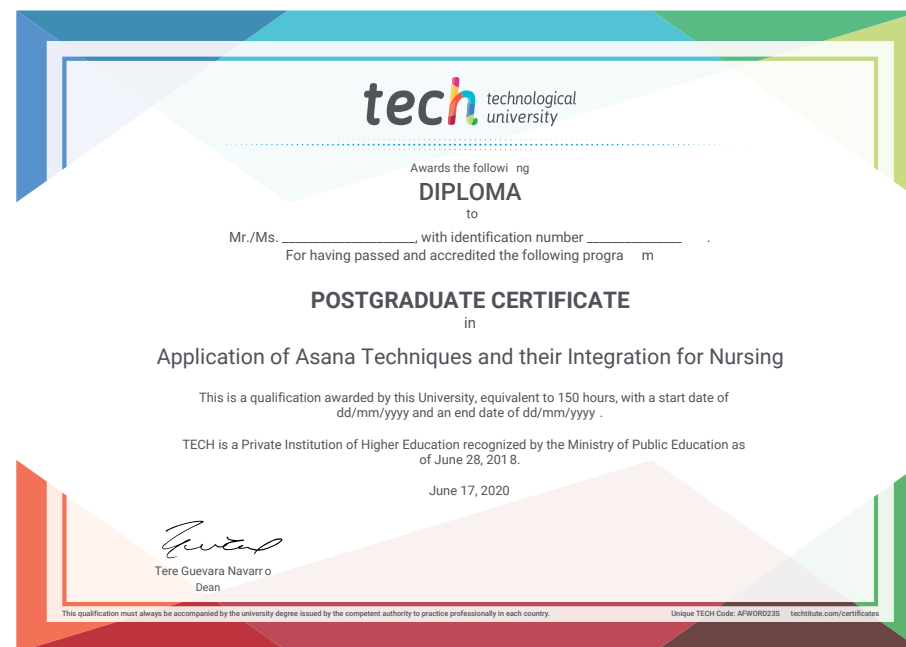 tech technological
university
Awards the followi ng
DIPLOMA
to
Mr./Ms. ____________________, with identification number ______________ .
For having passed and accredited the following progra m
POSTGRADUATE CERTIFICATE
in
Application of Asana Techniques and their Integration for Nursing
This is a qualification awarded by this University, equivalent to 150 hours, with a start date of
dd/mm/yyyy and an end date of dd/mm/yyyy .
TECH is a Private Institution of Higher Education recognized by the Ministry of Public Education as
of June 28, 201 8.
June 17, 2020
Tere Guevara Navarr o
Dean
This qualification must always be accompanied by the university degree issued by the competent authority to practice professionally in each country.
Unique TECH Code: AFWORD23S techtitute.com/certificates